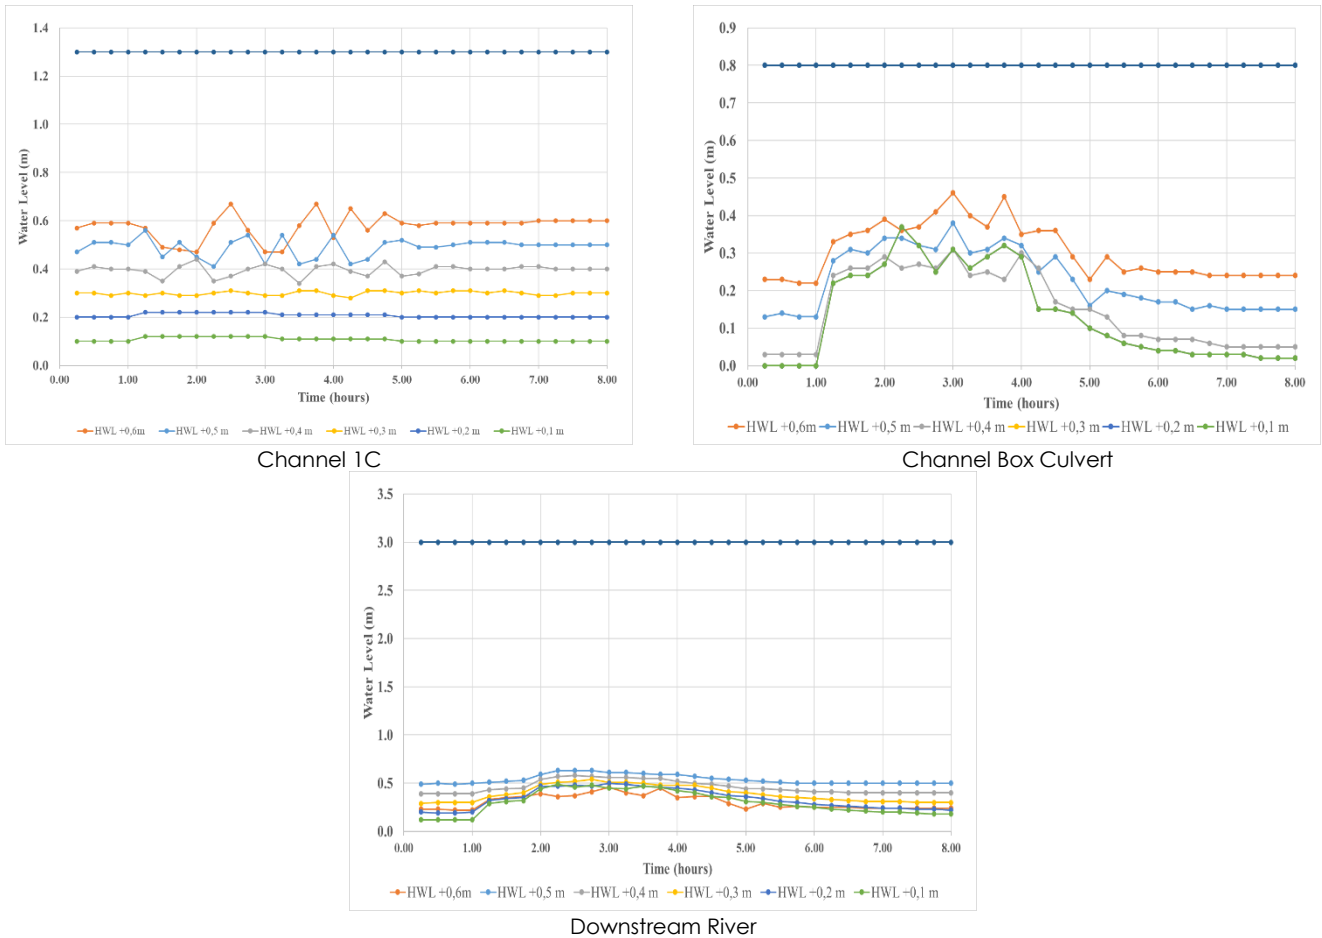 1.4
1.2
1.0
0.8
0.6
0.4
0.2
0.0
Water Level (m)
0.00 1.00 2.00 3.00 4.00 5.00 6.00 7.00 8.00
Time (hours)
HWL +0,6m HWL +0,5 m HWL +0,4 m HWL +0,3 m HWL +0,2 m HWL +0,1 m
Channel 1C
0.9
0.8
0.7
0.6
0.5
0.4
0.3
0.2
0.1
0.0
Water Level (m)
0.00 1.00 2.00 3.00 4.00 5.00 6.00 7.00 8.00
Time (hours)
HWL +0,6m HWL +0,5 m HWL +0,4 m HWL +0,3 m HWL +0,2 m HWL +0,1 m
Channel Box Culvert
3.5
3.0
2.5
2.0
1.5
1.0
0.5
0.0
Water Level (m)
0.00 1.00 2.00 3.00 4.00 5.00 6.00 7.00 8.00
Time (hours)
HWL +0,6m HWL +0,5 m HWL +0,4 m HWL +0,3 m HWL +0,2 m HWL +0,1 m
Downstream River